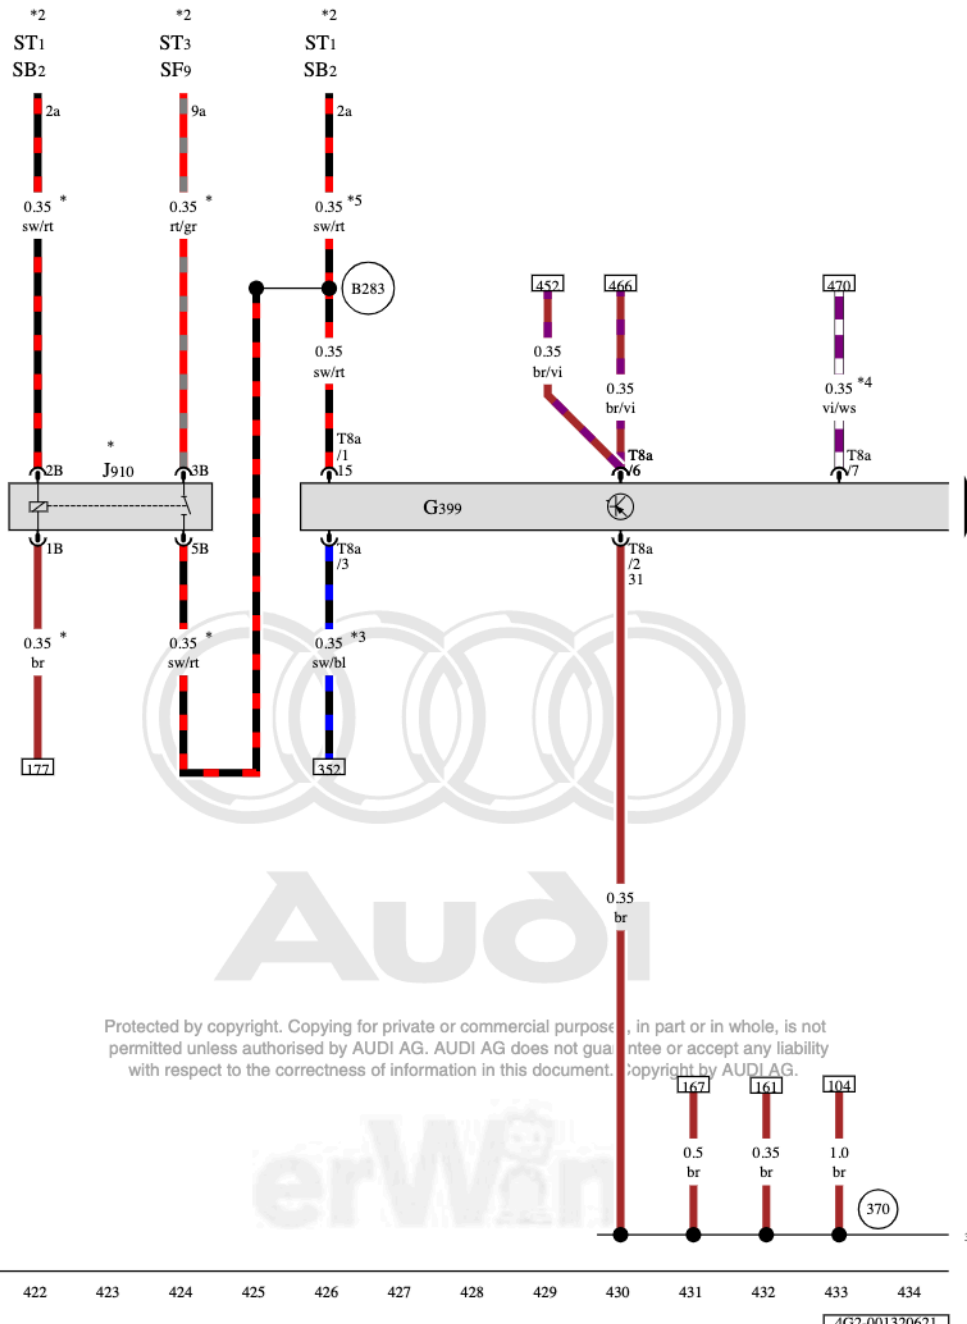 *2 *2 *2
ST1 ST3 ST1
SB2 SF9 SB2
2a 9a 2a
0.35 * 0.35 * 0.35 *5
sw/rt rt/gr sw/rt
452 466 470
B283
0.35 0.35
sw/rt br/vi
0.35 0.35 *4
br/vi vi/ws
T8a
/1
15
T8a
/6
T8a
/7
*
2B J910 3B
G399
1B 5B
T8a
/3
T8a
/2
31
0.35 * 0.35 * 0.35 *3
br sw/rt sw/bl
177 352
0.35
br
Audi
Protected by copyright. Copying for private or commercial purpose , in part or in whole, is not
permitted unless authorised by AUDI AG. AUDI AG does not gua ntee or accept any liability
with respect to the correctness of information in this document. Copyright by AUDI AG.
erWin
167 161 104
0.5 0.35 1.0
br br br
370
422 423 424 425 426 427 428 429 430 431 432 433 434
4G2-001320621